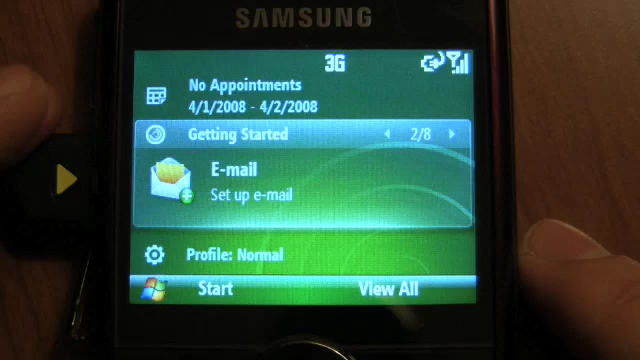 SAMSUNG
3G
No Appointments
4/1/2008 - 4/2/2008
Getting Started
2/8
E-mail
Set up e-mail
Profile: Normal
Start
View All